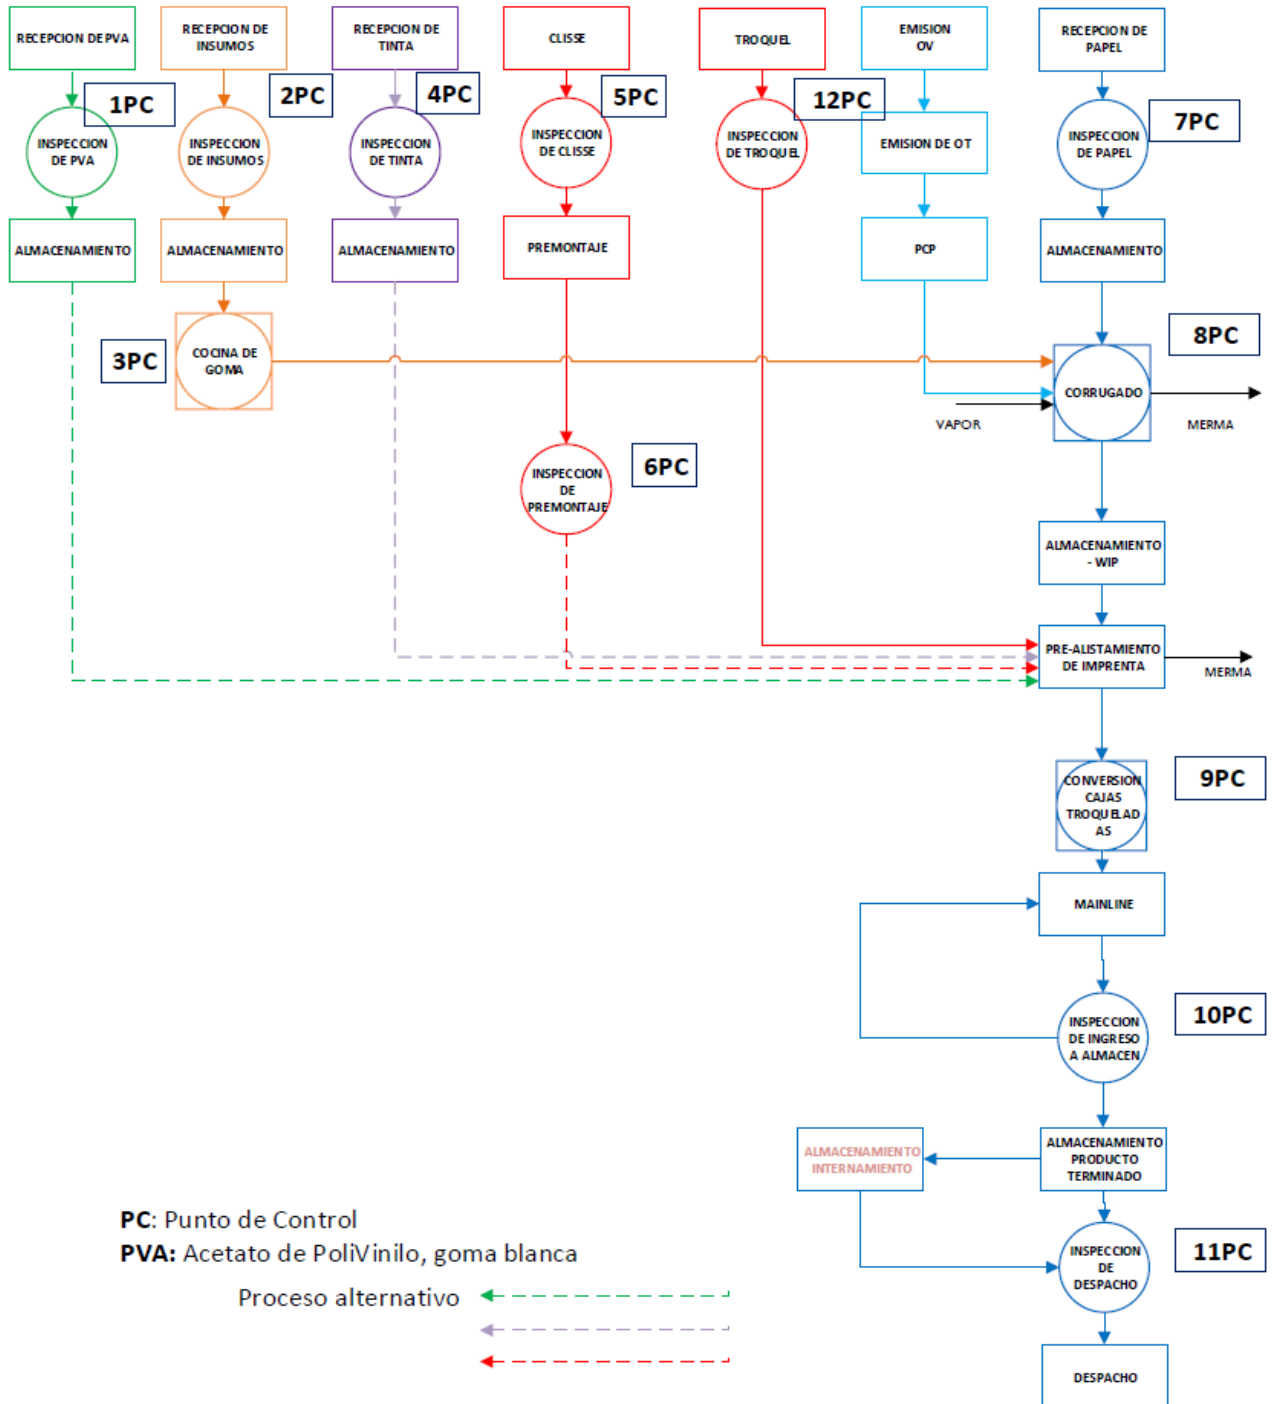 RECEPCION DE PVA
RECEPCION DE
INSUMOS
RECEPCION DE
TINTA
CLISSE
TROQUEL
EMISION
OV
RECEPCION DE
PAPEL
1PC
2PC
4PC
5PC
12PC
7PC
INSPECCION
DE PVA
INSPECCION
DE INSUMOS
INSPECCION
DE TINTA
INSPECCION
DE CLISSE
INSPECCION
DE TROQUEL
EMISION DE OT
INSPECCION
DE PAPEL
ALMACENAMIENTO
ALMACENAMIENTO
ALMACENAMIENTO
PREMONTAJE
PCP
ALMACENAMIENTO
3PC
COCINA DE
GOMA
8PC
CORRUGADO
VAPOR
MERMA
INSPECCION
DE
PREMONTAJE
6PC
ALMACENAMIENTO
- WIP
PRE-ALISTAMIENTO
DE IMPRENTA
MERMA
CONVERSION
CAJAS
TROQUELAD
AS
9PC
MAINLINE
INSPECCION
DE INGRESO
A ALMACEN
10PC
ALMACENAMIENTO
INTERNAMIENTO
ALMACENAMIENTO
PRODUCTO
TERMINADO
INSPECCION
DE
DESPACHO
11PC
DESPACHO
PC: Punto de Control
PVA: Acetato de PoliVinilo, goma blanca
Proceso alternativo